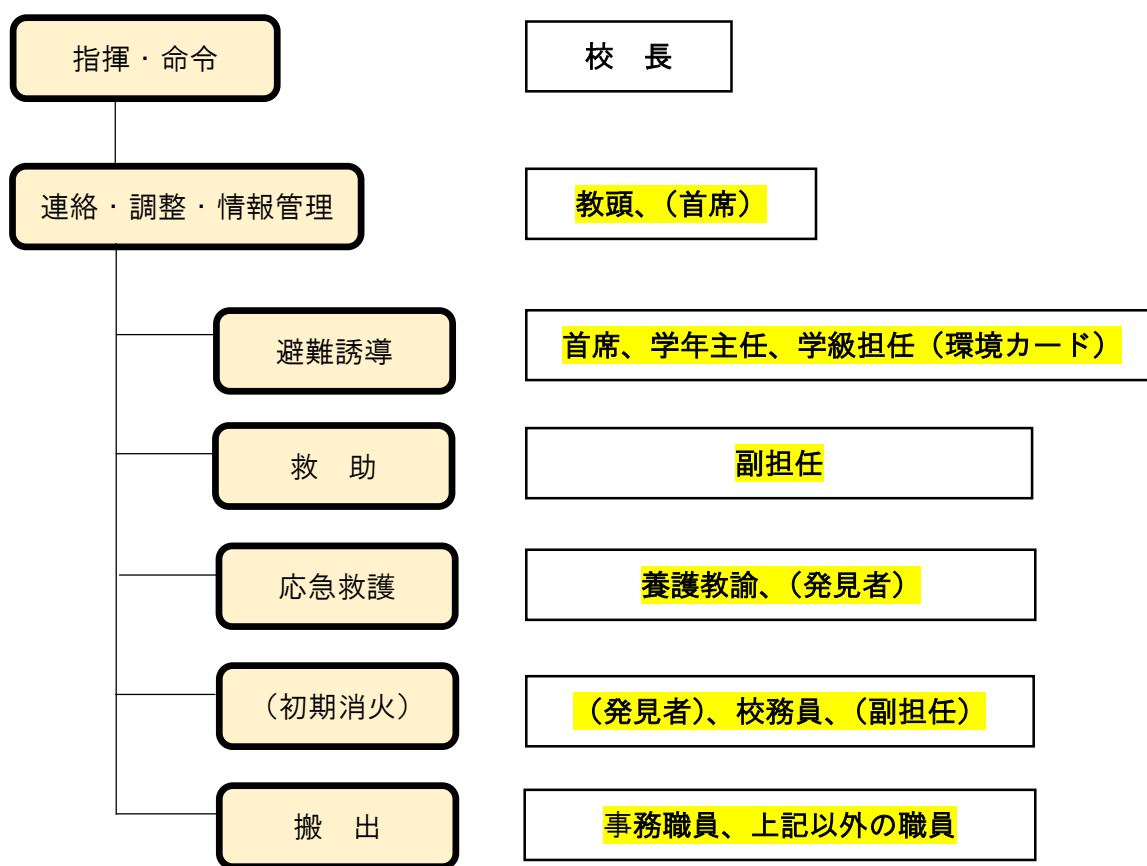 指揮・命令
校　長
連絡・調整・情報管理
教頭、（首席）
避難誘導
首席、学年主任、学級担任（環境カード）
救　助
副担任
応急救護
養護教諭、（発見者）
（初期消火）
（発見者）、校務員、（副担任）
搬　出
事務職員、上記以外の職員